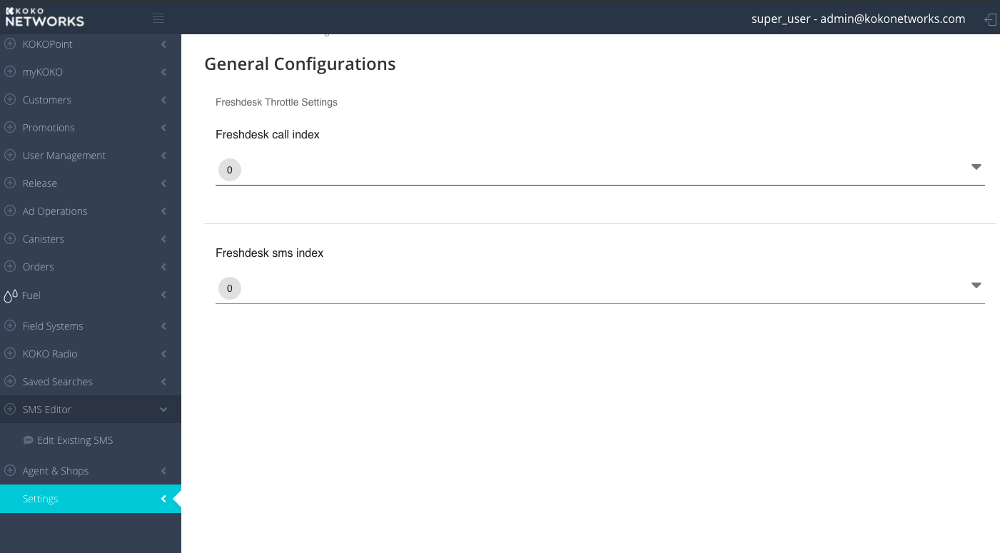 KOKO
NETWORKS
super_user - admin@kokonetworks.com
KOKOPoint
myKOKO
Customers
Promotions
User Management
Release
Ad Operations
Canisters
Orders
Fuel
Field Systems
KOKO Radio
Saved Searches
SMS Editor
Edit Existing SMS
Agent & Shops
Settings
General Configurations
Freshdesk Throttle Settings
Freshdesk call index
0
Freshdesk sms index
0